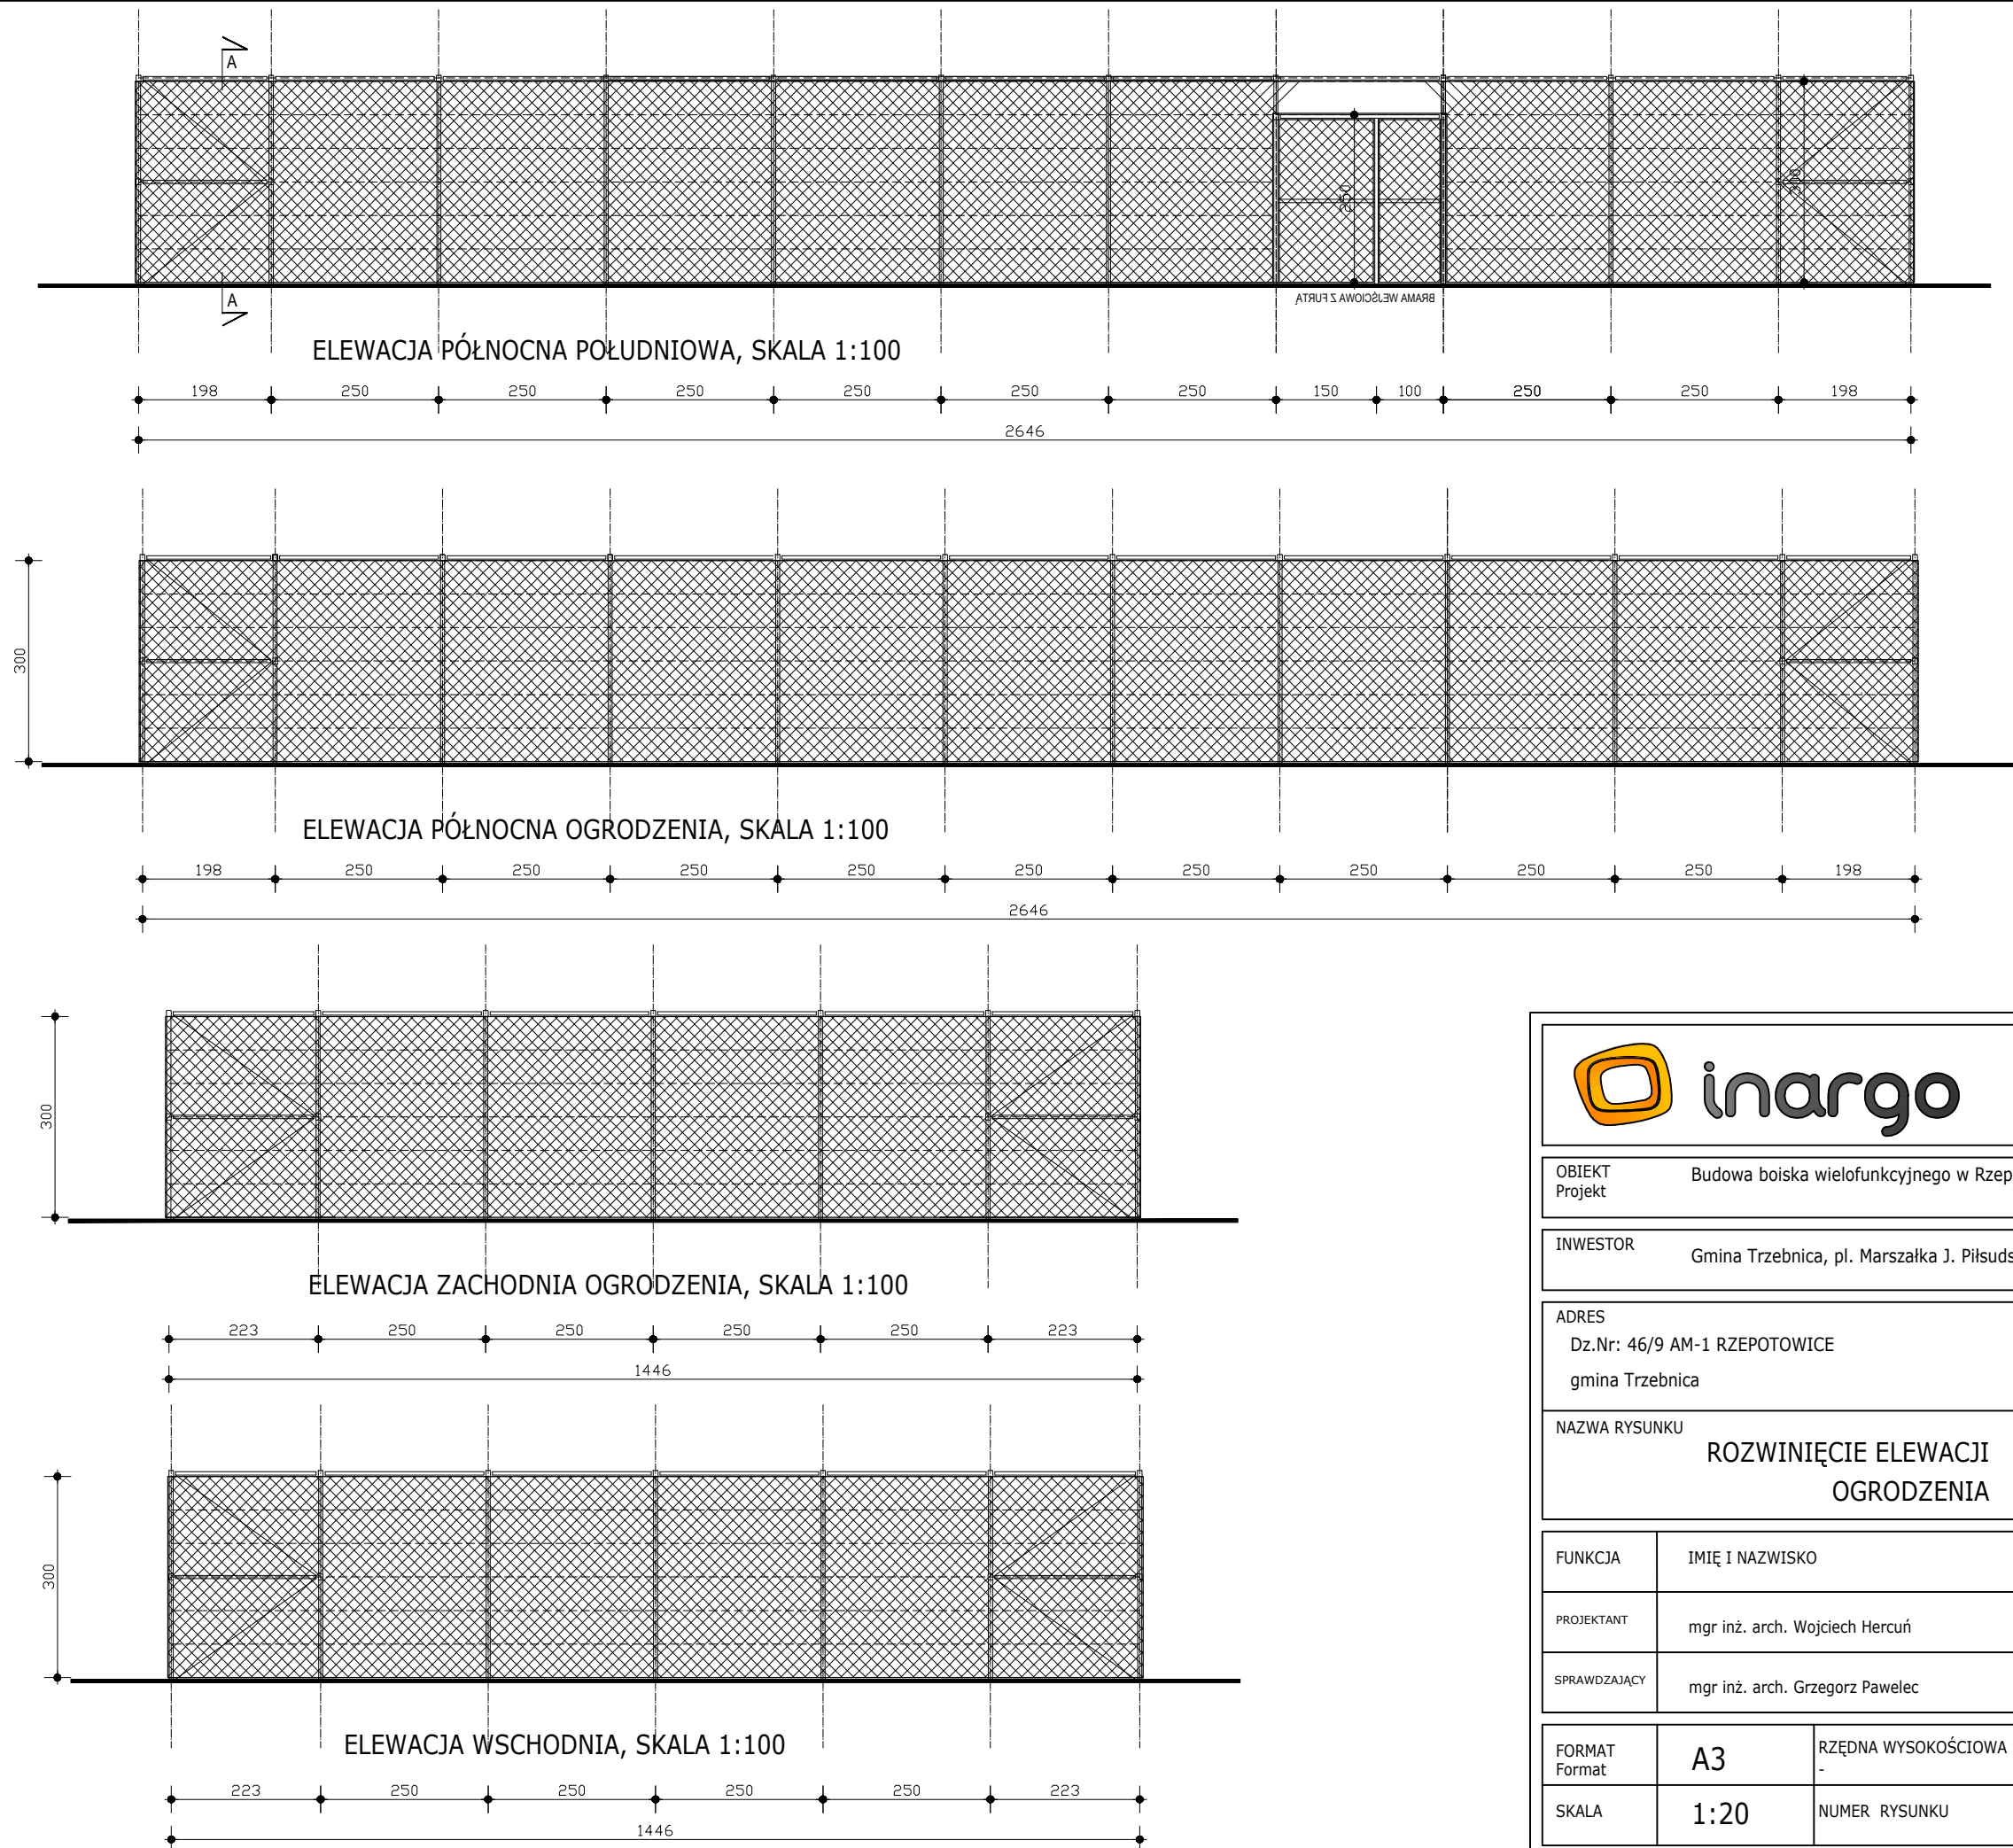 A
250
300
A
BRAMA WEJŚCIOWA Z FURTĄ
ELEWACJA PÓŁNOCNA POŁUDNIOWA, SKALA 1:100
198 250 250 250 250 250 250 150 100 250 250 198
2646
300
ELEWACJA PÓŁNOCNA OGRODZENIA, SKALA 1:100
198 250 250 250 250 250 250 250 250 250 198
2646
300
ELEWACJA ZACHODNIA OGRODZENIA, SKALA 1:100
223 250 250 250 250 223
1446
300
ELEWACJA WSCHODNIA, SKALA 1:100
223 250 250 250 250 223
1446
inargo
OBIEKT Budowa boiska wielofunkcyjnego w Rzep
Projekt
INWESTOR Gmina Trzebnica, pl. Marszałka J. Piłsuds
ADRES
Dz.Nr: 46/9 AM-1 RZEPOTOWICE
gmina Trzebnica
NAZWA RYSUNKU
ROZWINIĘCIE ELEWACJI
OGRODZENIA
FUNKCJA IMIĘ I NAZWISKO
PROJEKTANT mgr inż. arch. Wojciech Hercuń
SPRAWDZAJĄCY mgr inż. arch. Grzegorz Pawelec
FORMAT A3 RZĘDNA WYSOKOŚCIOWA
Format -
SKALA 1:20 NUMER RYSUNKU